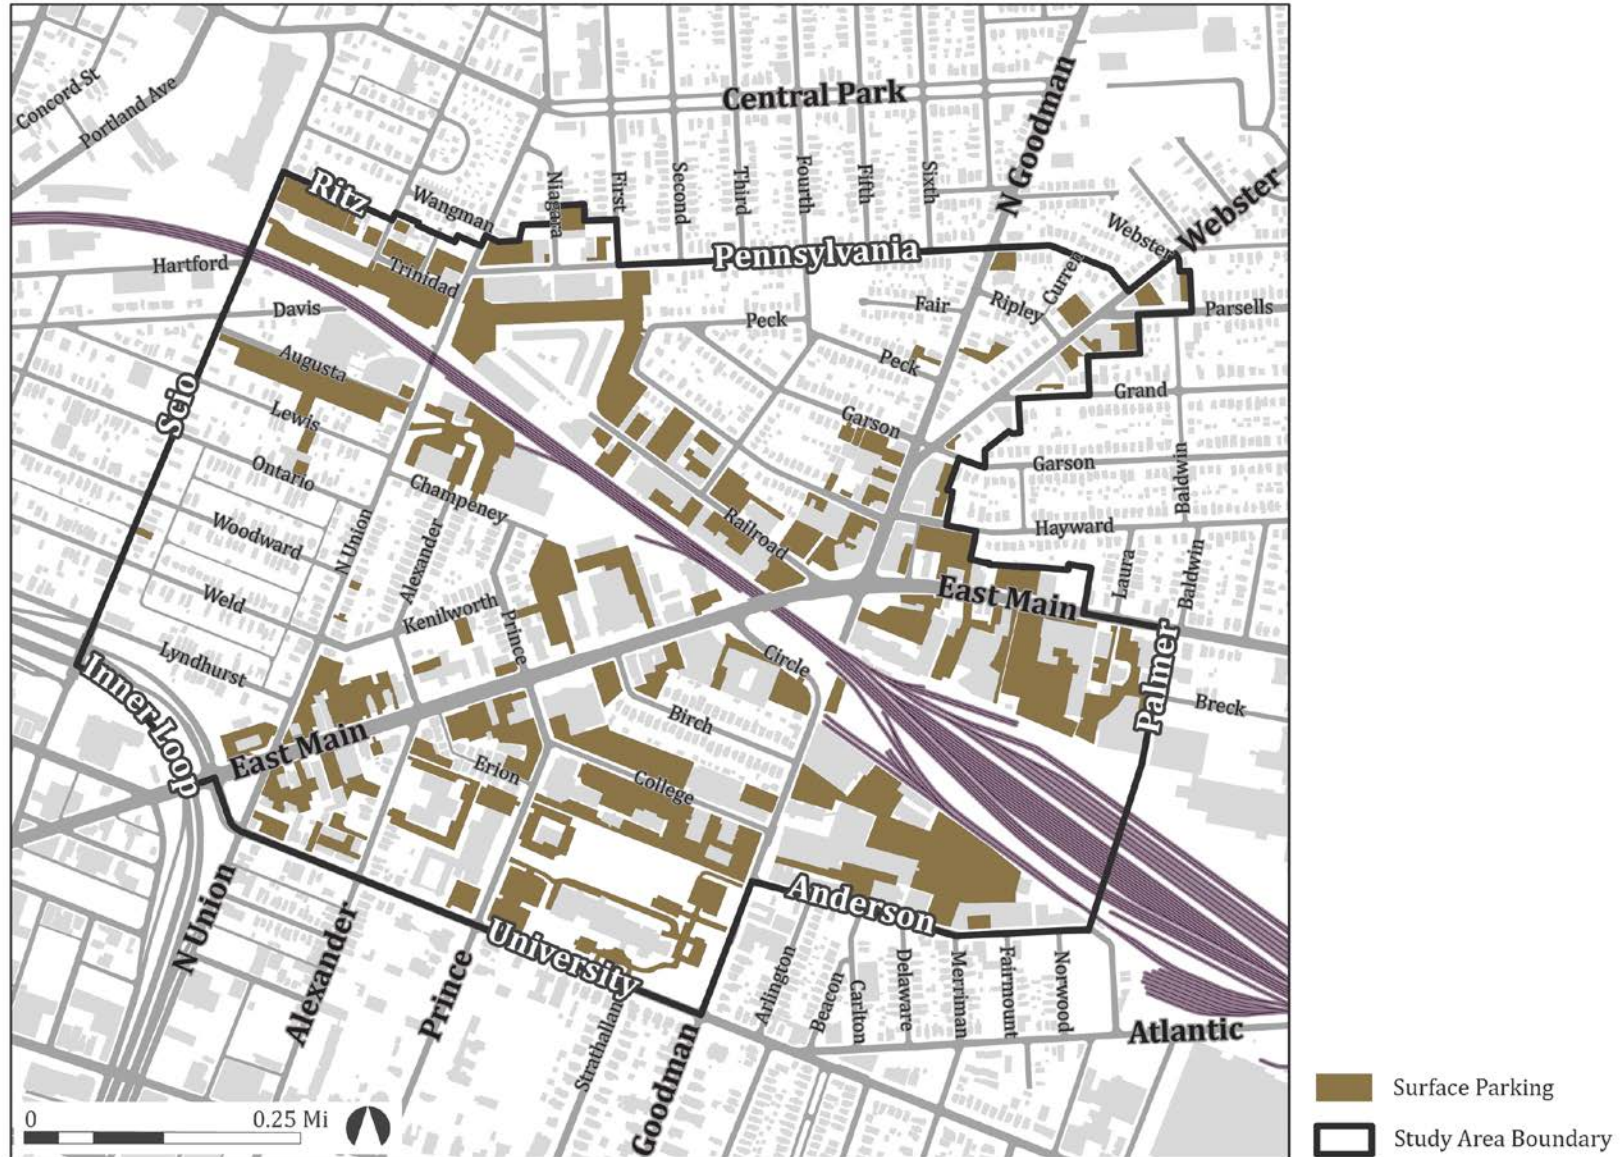 Concord St
Portland Ave
Central Park
N Goodman
Ritz
Wangman
Niagara
First
Second
Third
Fourth
Fifth
Sixth
Webster
Webster
Pennsylvania
Hartford
Trinidad
Curren
Ripley
Fair
Parsells
Davis
Peck
Augusta
Peck
Grand
Scio
Lewis
Garson
Garson
Baldwin
Ontario
Champeney
Woodward
N Union
Railroad
Hayward
Alexander
Laura
Baldwin
Weld
Kenilworth
Prince
East Main
Lyndhurst
Circle
Palmer
Inner Loop
Birch
Breck
East Main
Erion
College
Anderson
N Union
Alexander
Prince
University
Arlington
Beacon
Carlton
Delaware
Merriman
Fairmount
Norwood
Strathallan
Goodman
Atlantic
0 0.25 Mi
Surface Parking
Study Area Boundary